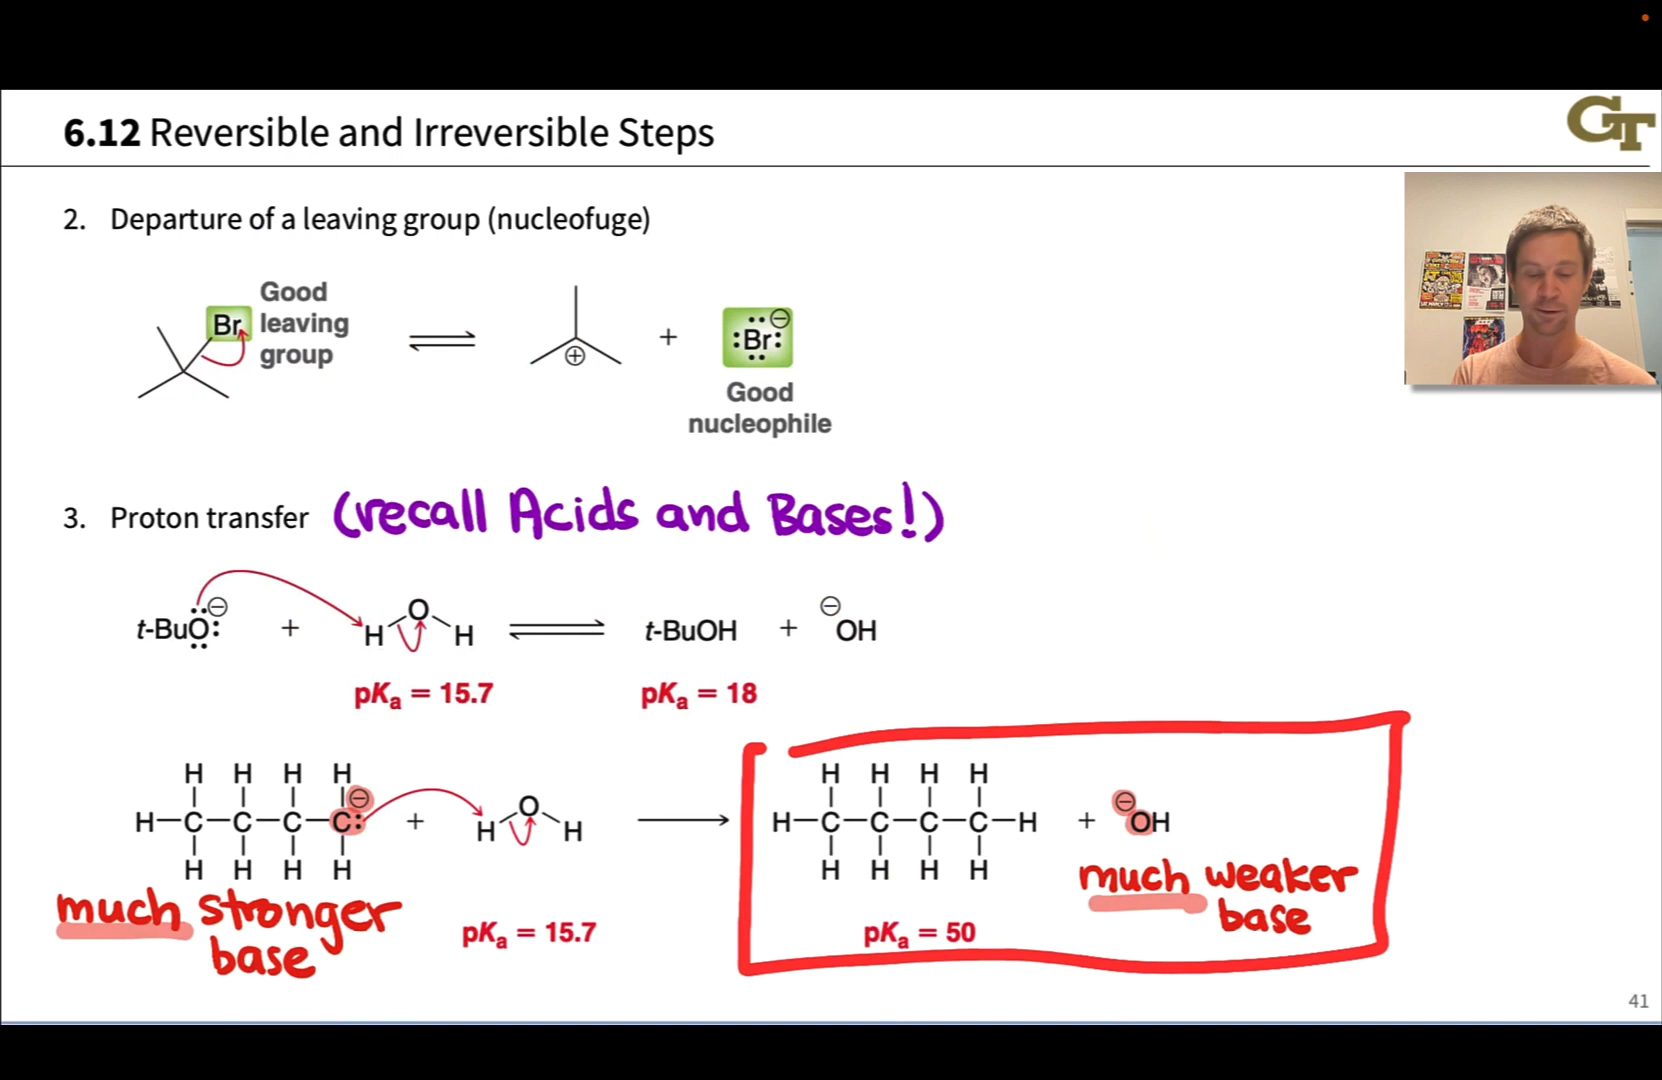 6.12 Reversible and Irreversible Steps
GT
2. Departure of a leaving group (nucleofuge)
Br
Good
leaving
group
⇌
⊕
+
:Br: ⊖
Good
nucleophile
3. Proton transfer (recall Acids and Bases!)
t-BuO: ⊖ + H O H ⇌ t-BuOH + ⊖ OH
pKa = 15.7 pKa = 18
H H H H ⊖
H—C—C—C—C: + H O H → H—C—C—C—C—H + ⊖ OH
H H H H
H H H H
H H H H
much stronger
base
pKa = 15.7
pKa = 50
much weaker
base
41